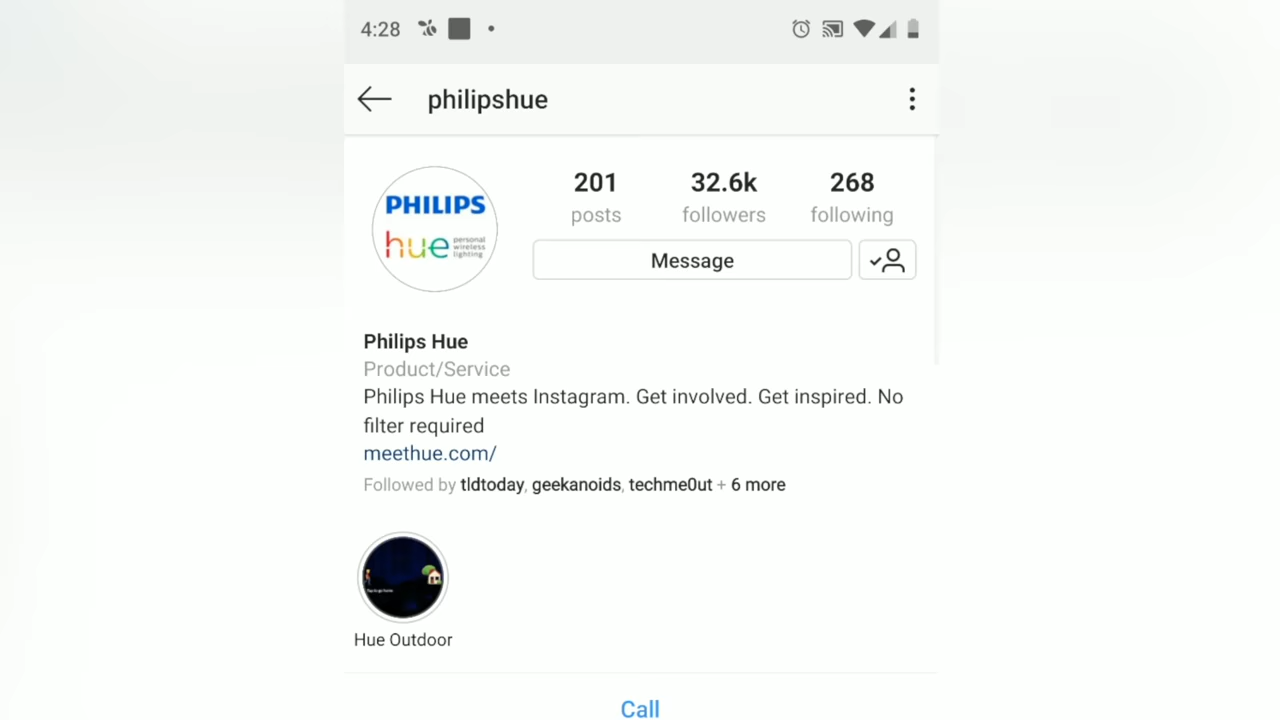 4:28
philipshue
PHILIPS
hue personal wireless lighting
201 32.6k 268
posts followers following
Message
Philips Hue
Product/Service
Philips Hue meets Instagram. Get involved. Get inspired. No
filter required
meethue.com/
Followed by tldtoday, geekanoids, techme0ut + 6 more
Hue Outdoor
Call